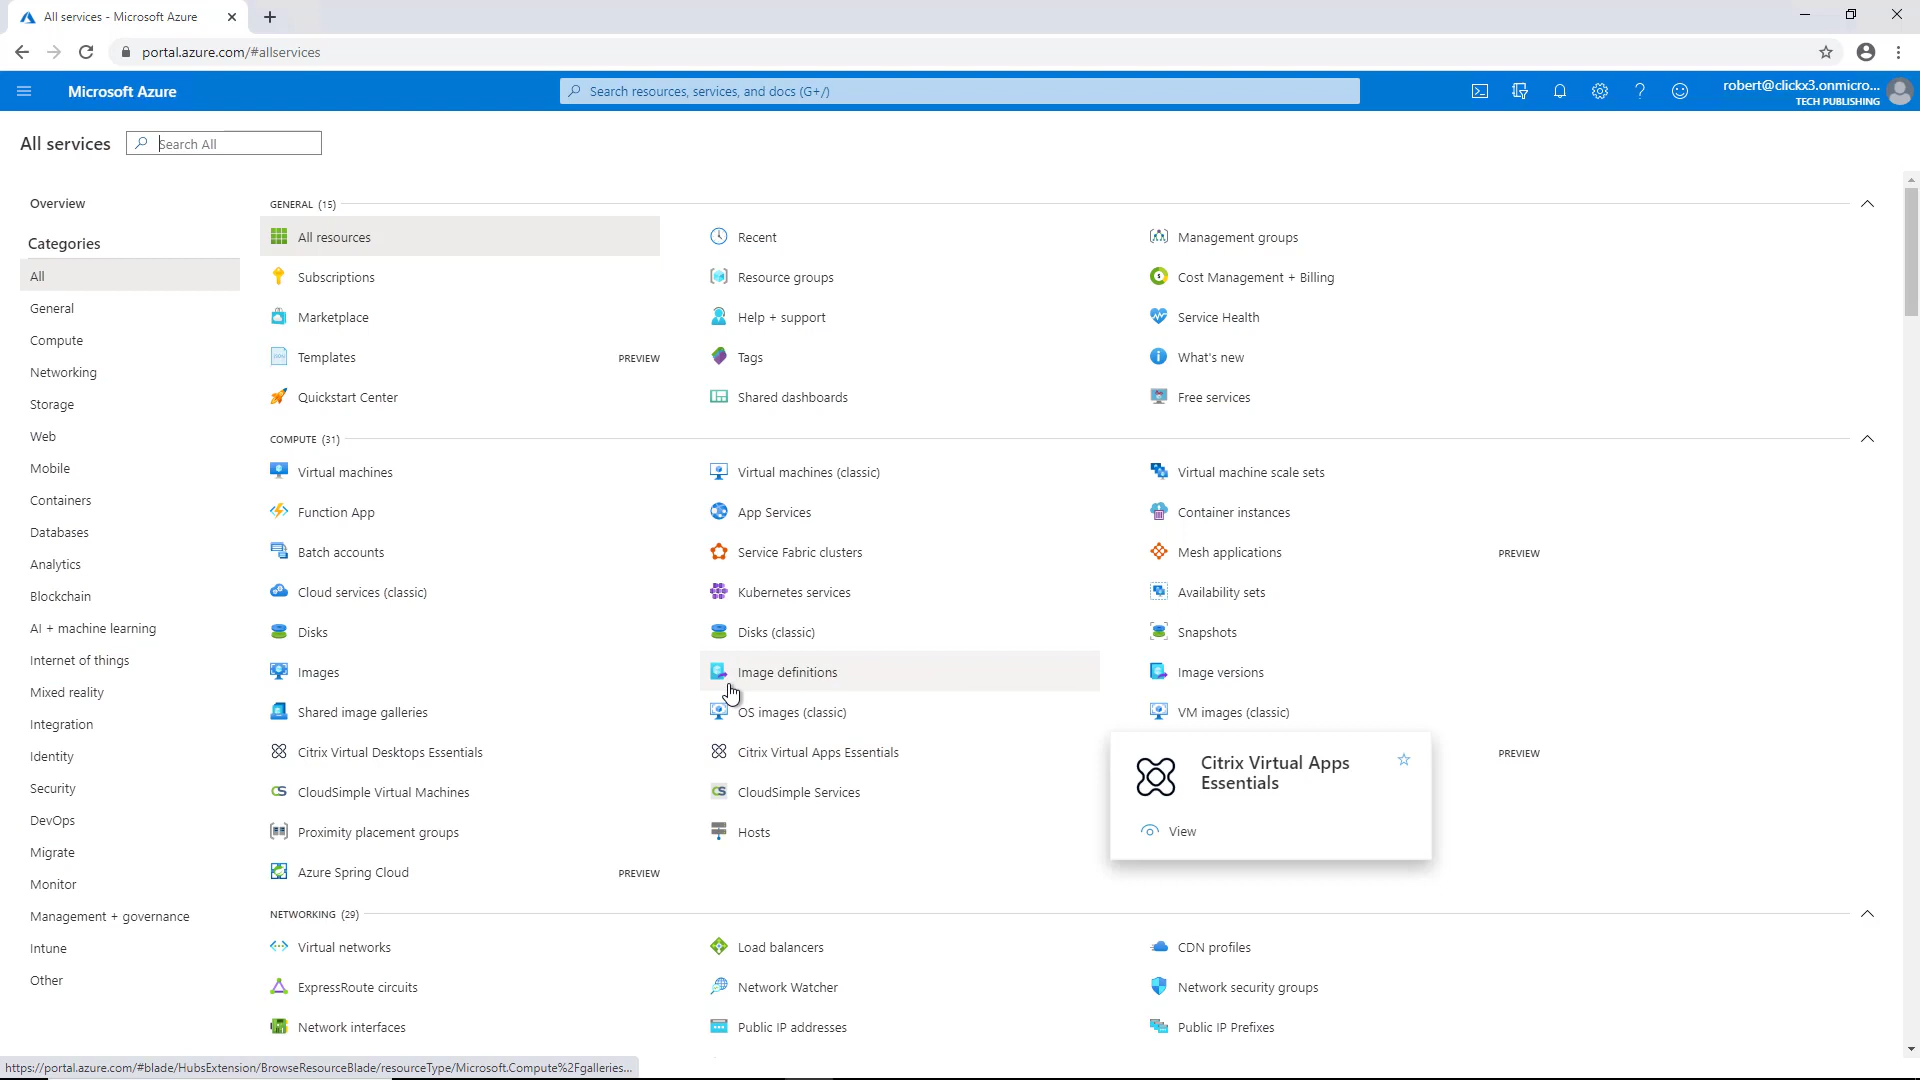 All services - Microsoft Azure
portal.azure.com/#allservices
Microsoft Azure
Search resources, services, and docs (G+/)
robert@clickx3.onmicro...
TECH PUBLISHING
All services
Search All
Overview
Categories
All
General
Compute
Networking
Storage
Web
Mobile
Containers
Databases
Analytics
Blockchain
AI + machine learning
Internet of things
Mixed reality
Integration
Identity
Security
DevOps
Migrate
Monitor
Management + governance
Intune
Other
GENERAL (15)
All resources
Recent
Management groups
Subscriptions
Resource groups
Cost Management + Billing
Marketplace
Help + support
Service Health
Templates PREVIEW
Tags
What's new
Quickstart Center
Shared dashboards
Free services
COMPUTE (31)
Virtual machines
Virtual machines (classic)
Virtual machine scale sets
Function App
App Services
Container instances
Batch accounts
Service Fabric clusters
Mesh applications PREVIEW
Cloud services (classic)
Kubernetes services
Availability sets
Disks
Disks (classic)
Snapshots
Images
Image definitions
Image versions
Shared image galleries
OS images (classic)
VM images (classic)
Citrix Virtual Desktops Essentials
Citrix Virtual Apps Essentials
PREVIEW
Citrix Virtual Apps
Essentials
View
CloudSimple Virtual Machines
CS CloudSimple Services
Proximity placement groups
Hosts
Azure Spring Cloud PREVIEW
NETWORKING (29)
Virtual networks
Load balancers
CDN profiles
ExpressRoute circuits
Network Watcher
Network security groups
Network interfaces
Public IP addresses
Public IP Prefixes
https://portal.azure.com/#blade/HubsExtension/BrowseResourceBlade/resourceType/Microsoft.Compute%2Fgalleries...